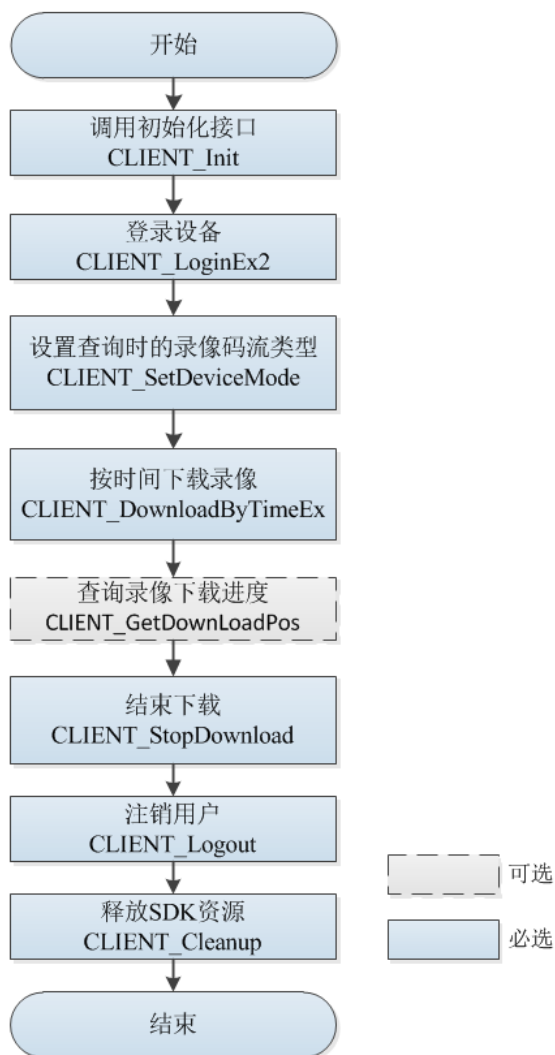 开始
调用初始化接口
CLIENT_Init
登录设备
CLIENT_LoginEx2
设置查询时的录像码流类型
CLIENT_SetDeviceMode
按时间下载录像
CLIENT_DownloadByTimeEx
查询录像下载进度
CLIENT_GetDownLoadPos
结束下载
CLIENT_StopDownload
注销用户
CLIENT_Logout
释放SDK资源
CLIENT_Cleanup
结束
可选
必选